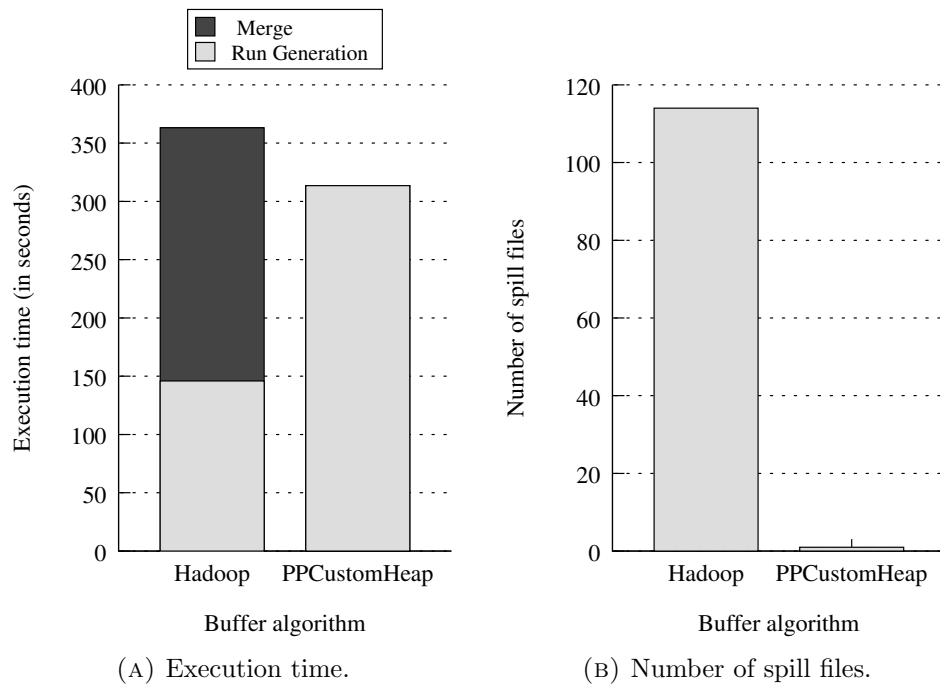 Merge
Run Generation
400
350
300
250
200
150
100
50
0
Execution time (in seconds)
Hadoop PPCustomHeap
Buffer algorithm
(A) Execution time.
120
100
80
60
40
20
0
Number of spill files
Hadoop PPCustomHeap
Buffer algorithm
(B) Number of spill files.